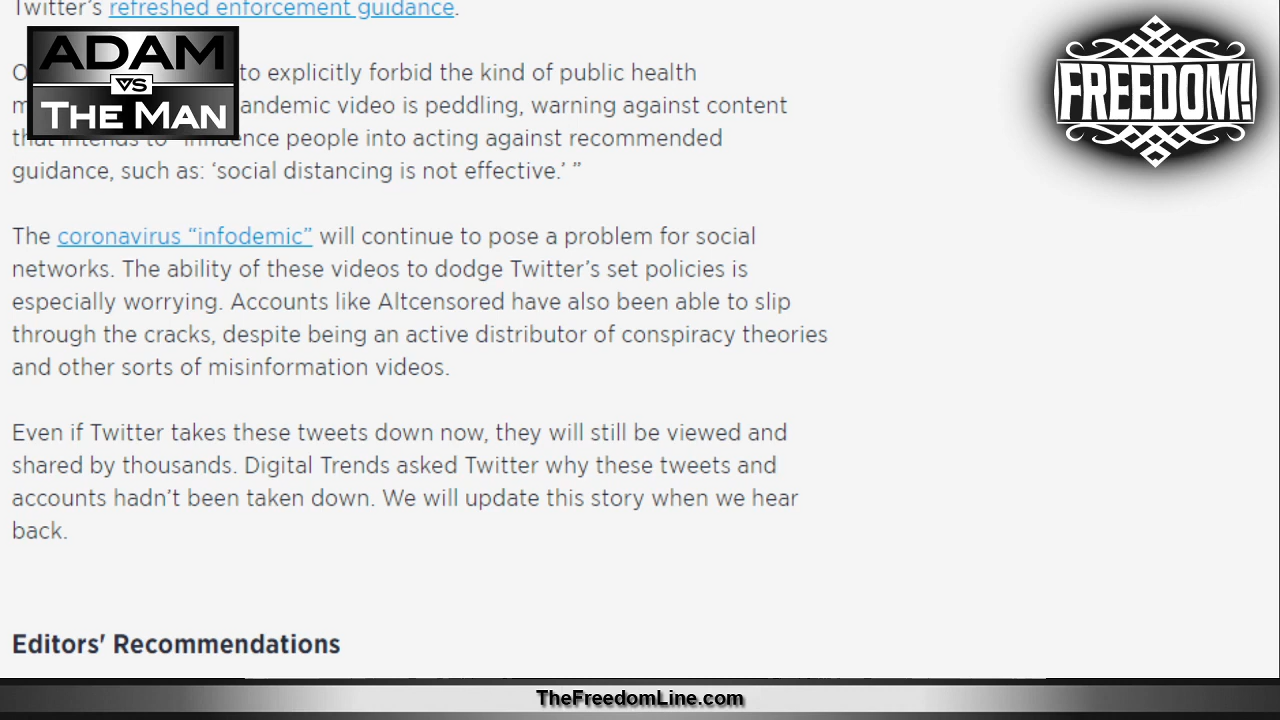 Twitter's refreshed enforcement guidance.
ADAM
VS
THE MAN
FREEDOM!
O to explicitly forbid the kind of public health
m andemic video is peddling, warning against content
that intends to "influence people into acting against recommended
guidance, such as: ‘social distancing is not effective.’ ”
The coronavirus “infodemic” will continue to pose a problem for social
networks. The ability of these videos to dodge Twitter’s set policies is
especially worrying. Accounts like Altcensored have also been able to slip
through the cracks, despite being an active distributor of conspiracy theories
and other sorts of misinformation videos.
Even if Twitter takes these tweets down now, they will still be viewed and
shared by thousands. Digital Trends asked Twitter why these tweets and
accounts hadn’t been taken down. We will update this story when we hear
back.
Editors' Recommendations
TheFreedomLine.com